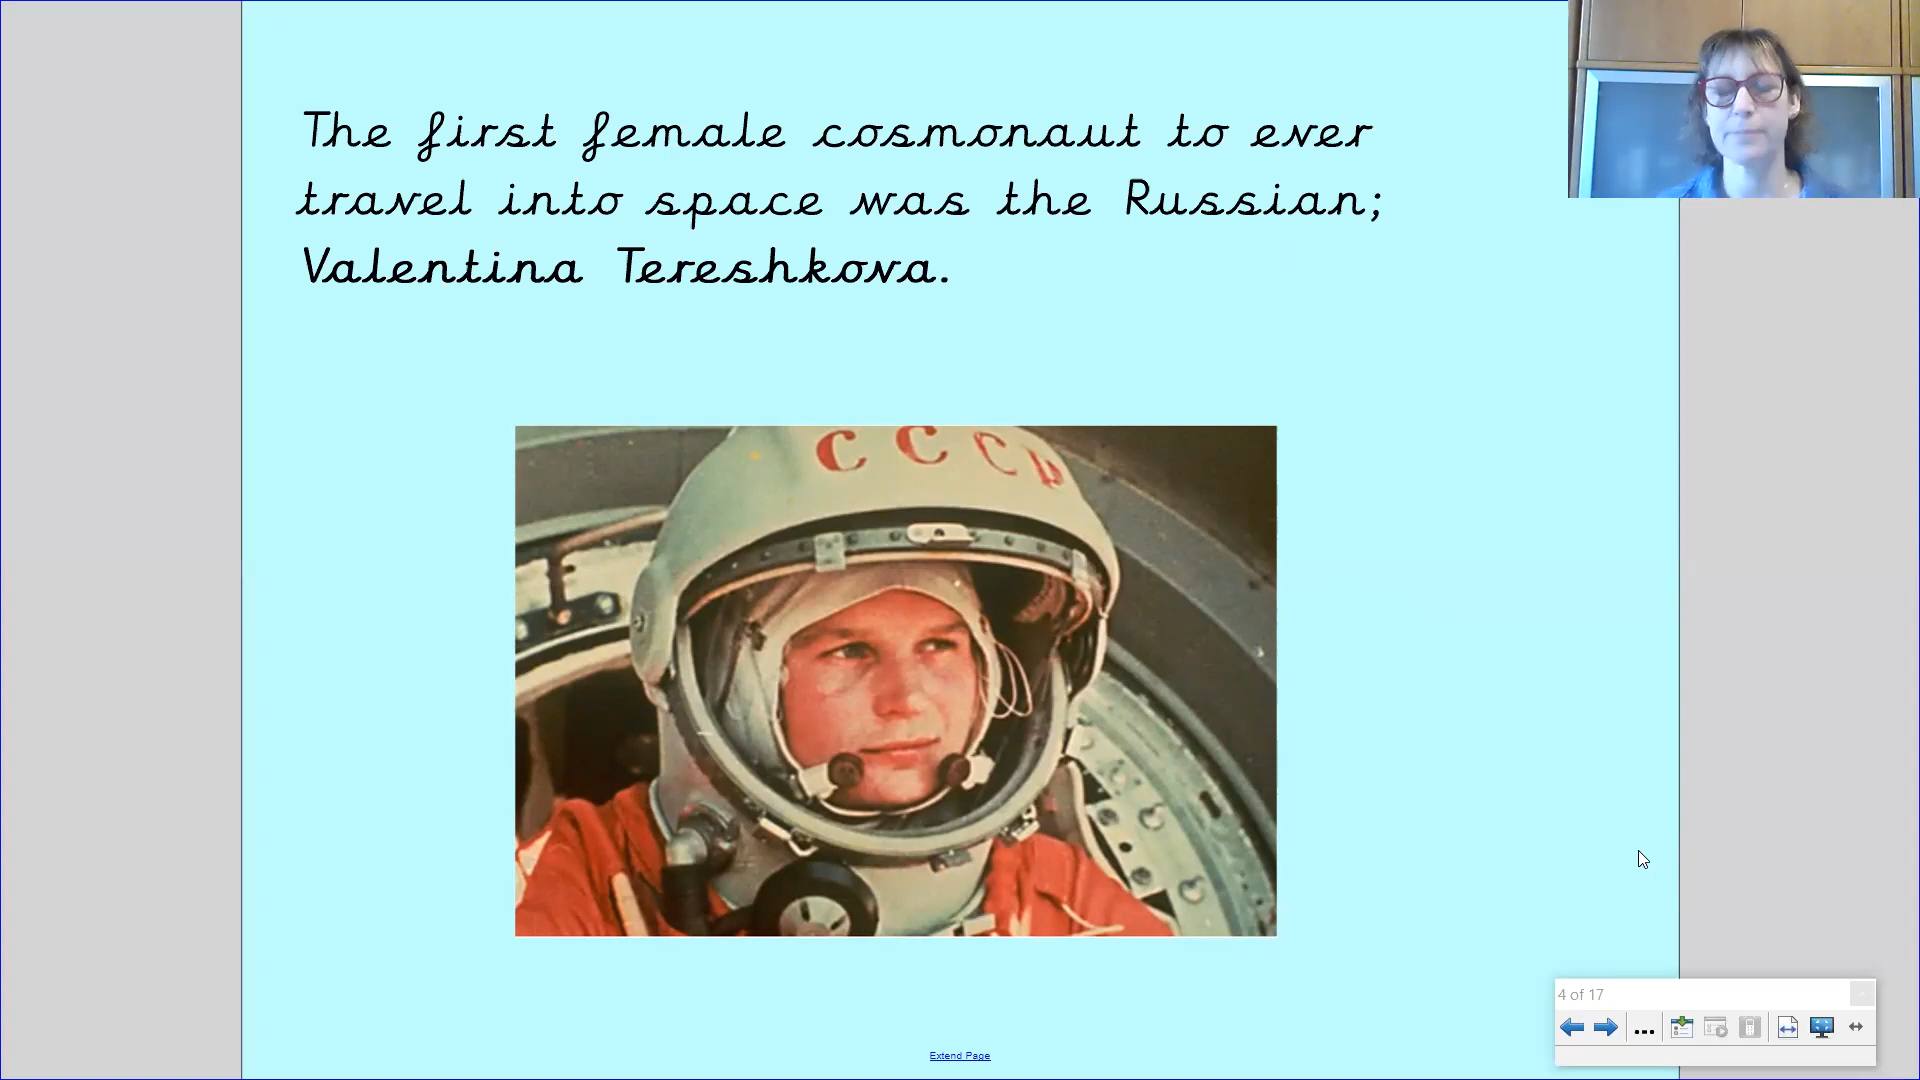 The first female cosmonaut to ever
travel into space was the Russian;
Valentina Tereshkova.
СССР
4 of 17
Extend Page